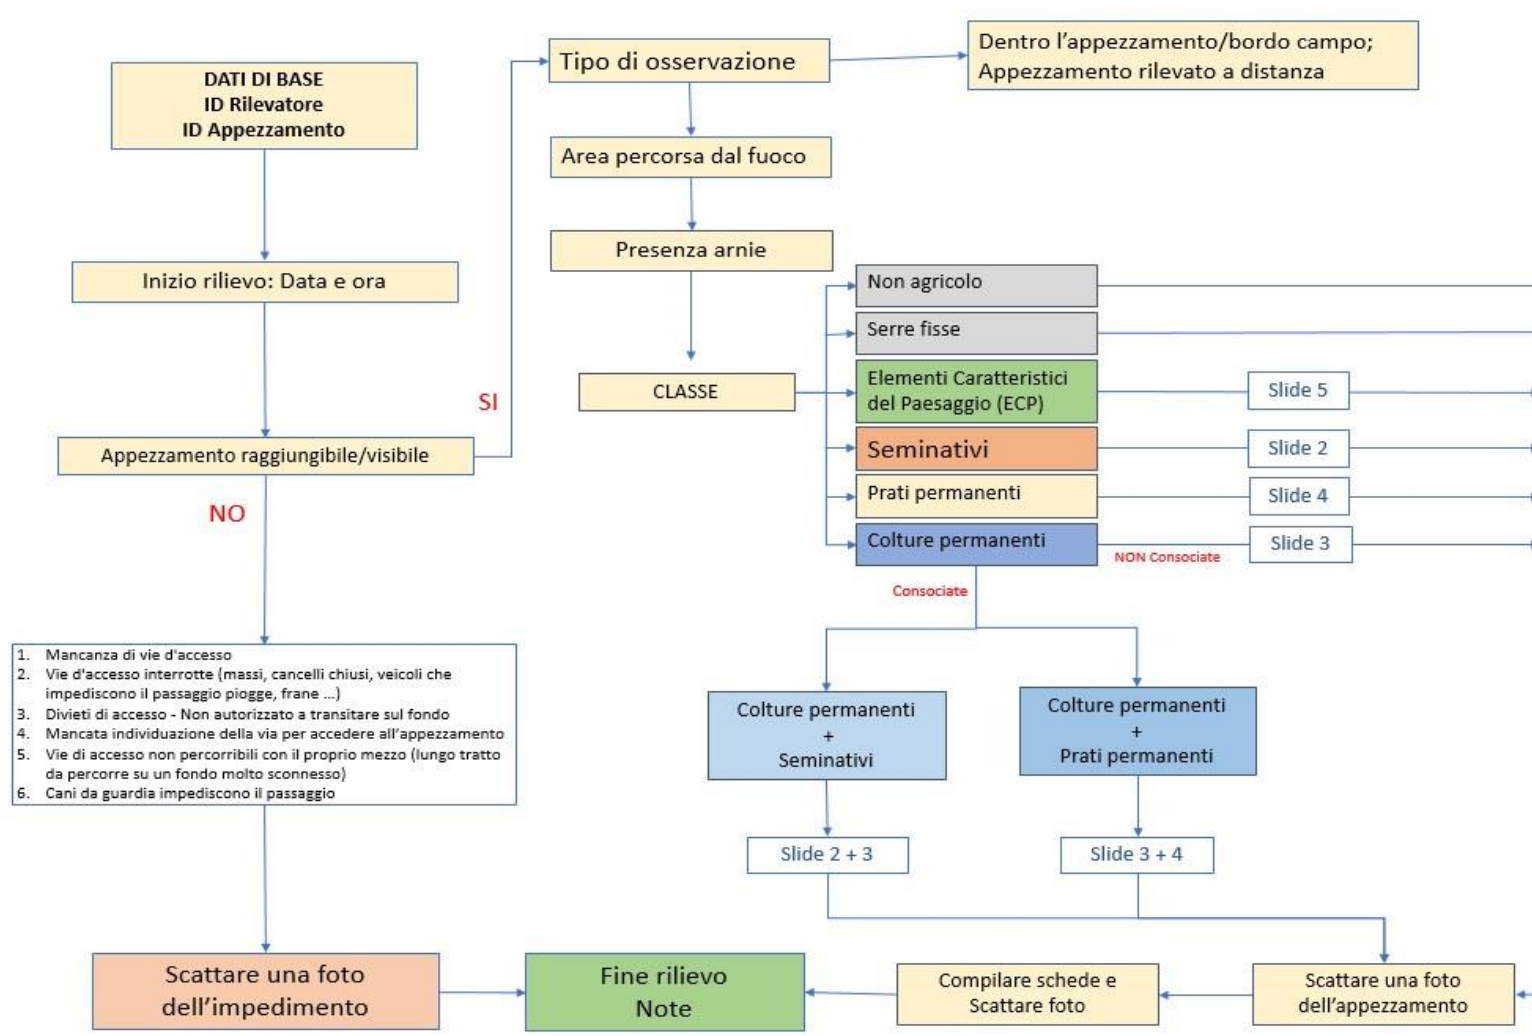 DATI DI BASE
ID Rilevatore
ID Appezzamento
Inizio rilievo: Data e ora
Appezzamento raggiungibile/visibile
SI
NO
1. Mancanza di vie d'accesso
2. Vie d'accesso interrotte (massi, cancelli chiusi, veicoli che
impediscono il passaggio piogge, frane ...)
3. Divieti di accesso - Non autorizzato a transitare sul fondo
4. Mancata individuazione della via per accedere all'appezzamento
5. Vie di accesso non percorribili con il proprio mezzo (lungo tratto
da percorre su un fondo molto sconnesso)
6. Cani da guardia impediscono il passaggio
Scattare una foto
dell'impedimento
Tipo di osservazione
Dentro l'appezzamento/bordo campo;
Appezzamento rilevato a distanza
Area percorsa dal fuoco
Presenza arnie
CLASSE
Non agricolo
Serre fisse
Elementi Caratteristici
del Paesaggio (ECP)
Slide 5
Seminativi
Slide 2
Prati permanenti
Slide 4
Colture permanenti
NON Consociate
Slide 3
Consociate
Colture permanenti
+
Seminativi
Colture permanenti
+
Prati permanenti
Slide 2 + 3
Slide 3 + 4
Scattare una foto
dell'appezzamento
Compilare schede e
Scattare foto
Fine rilievo
Note